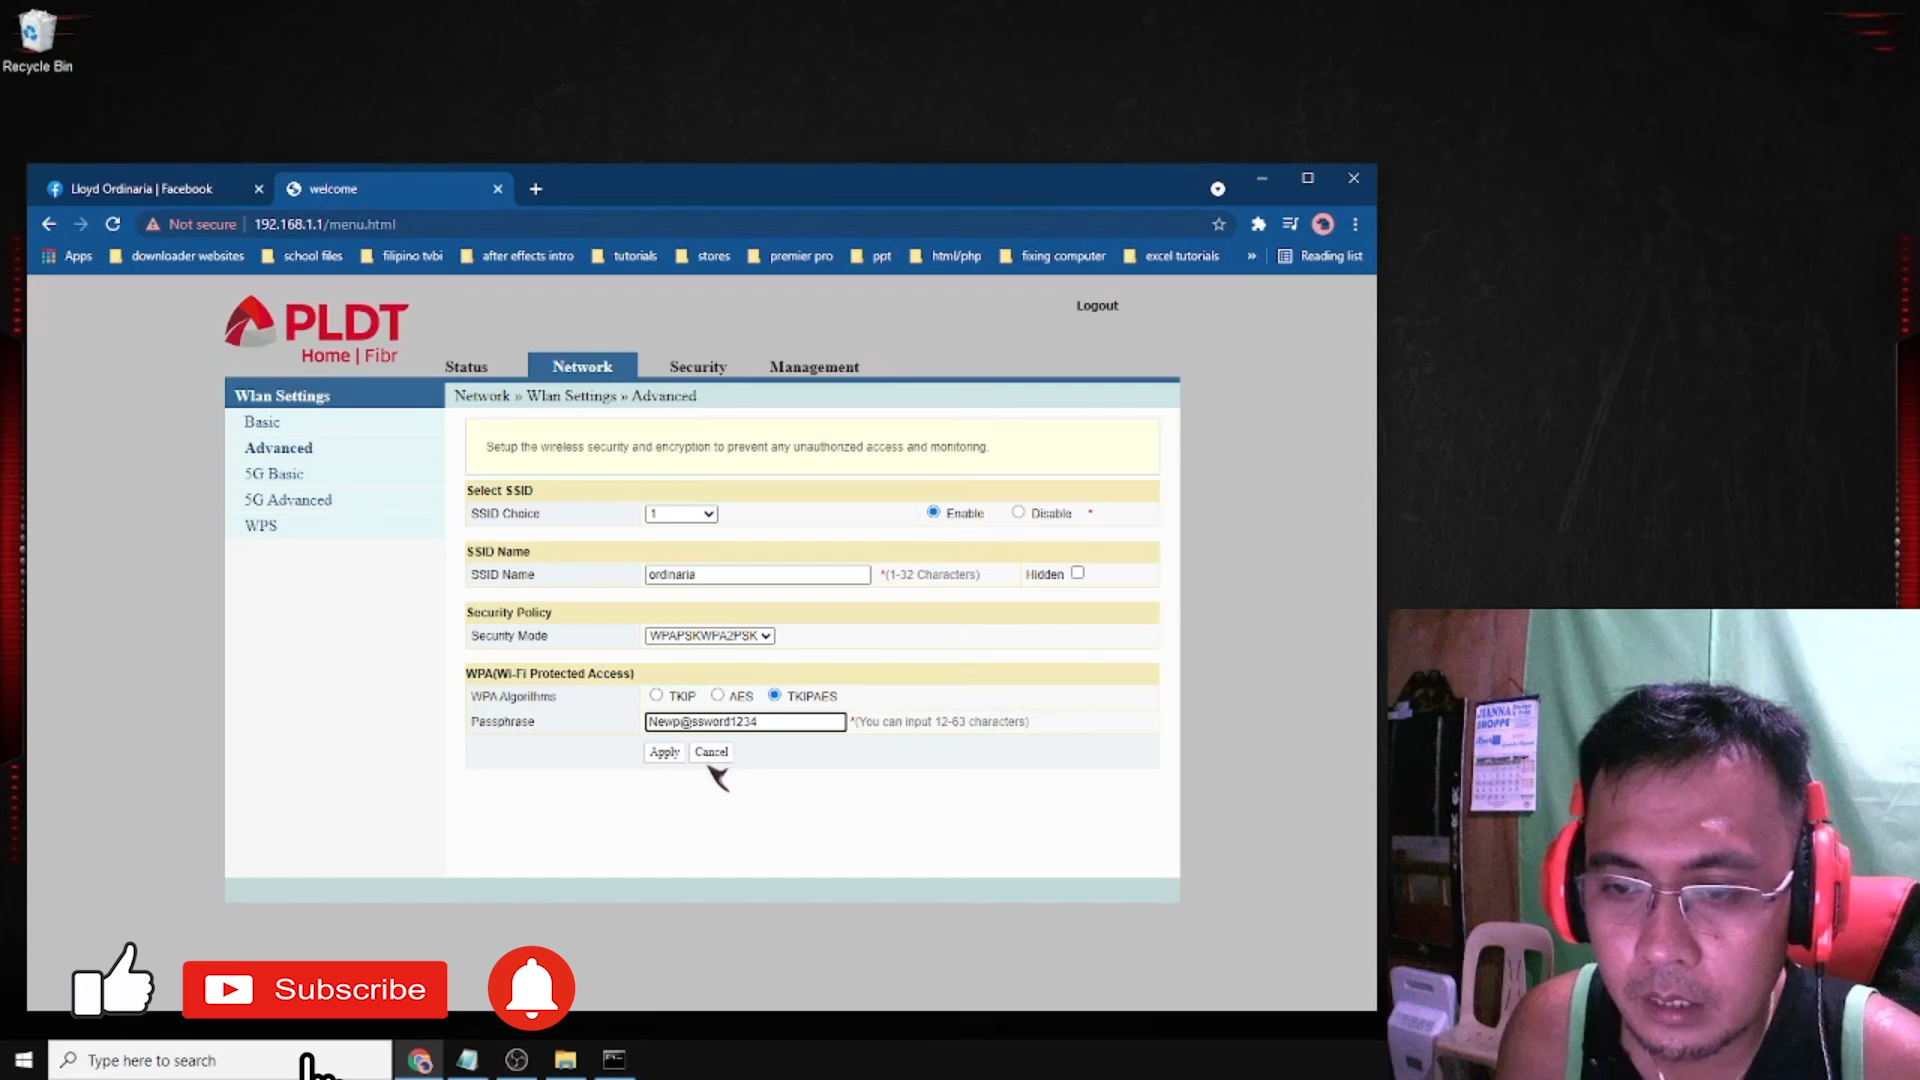 Recycle Bin
Lloyd Ordinaria | Facebook
welcome
Not secure
192.168.1.1/menu.html
Apps
downloader websites
school files
filipino tvbi
after effects intro
tutorials
stores
premier pro
ppt
html/php
fixing computer
excel tutorials
»
Reading list
PLDT
Home | Fibr
Logout
Status
Network
Security
Management
Wlan Settings
Network » Wlan Settings » Advanced
Basic
Advanced
5G Basic
5G Advanced
WPS
Setup the wireless security and encryption to prevent any unauthorized access and monitoring.
Select SSID
SSID Choice
1
Enable
Disable
*
SSID Name
SSID Name
ordinaria
*(1-32 Characters)
Hidden
Security Policy
Security Mode
WPAPSKWPA2PSK
WPA(Wi-Fi Protected Access)
WPA Algorithms
TKIP
AES
TKIPAES
Passphrase
Newp@ssword1234
*(You can input 12-63 characters)
Apply
Cancel
JIANNA
SHOPPE
Subscribe
Type here to search